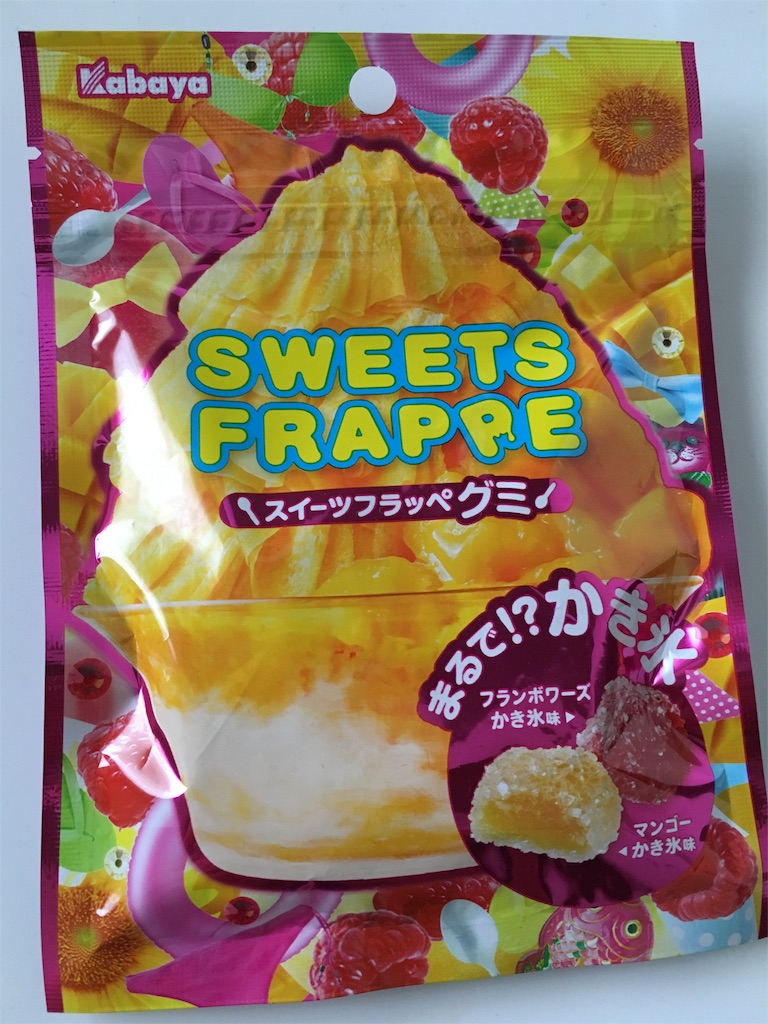 Kabaya
SWEETS
FRAPPE
スイーツフラッペグミ
まるで!?かき氷
フランボワーズ
かき氷味▶
マンゴー
◀かき氷味